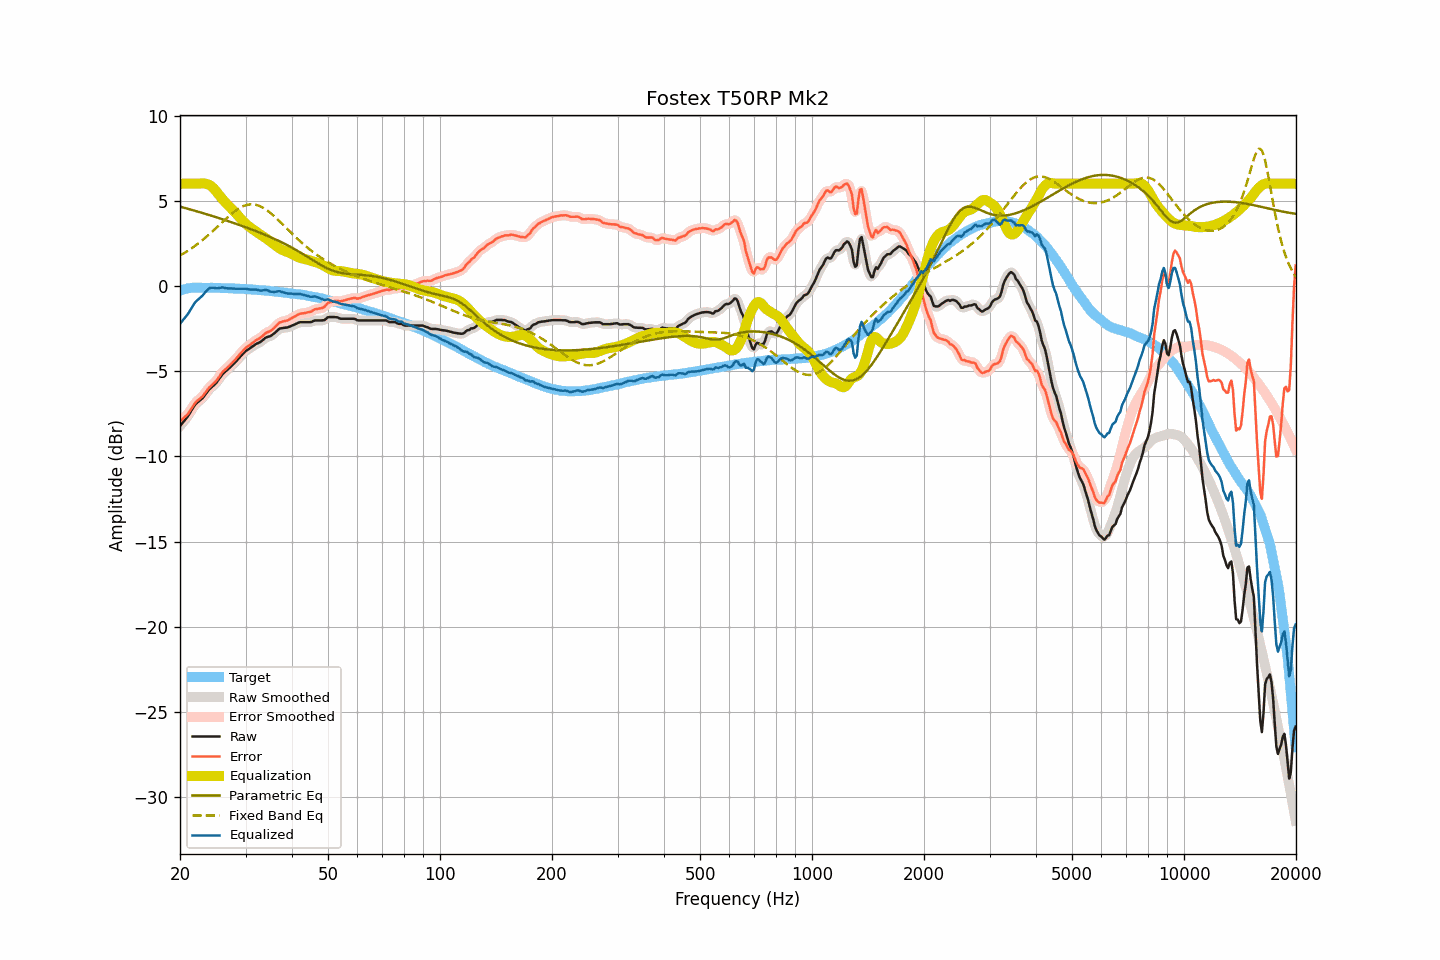 Fostex T50RP Mk2
10
5
0
−5
−10
−15
−20
−25
−30
Amplitude (dBr)
Target
Raw Smoothed
Error Smoothed
Raw
Error
Equalization
Parametric Eq
Fixed Band Eq
Equalized
20 50 100 200 500 1000 2000 5000 10000 20000
Frequency (Hz)